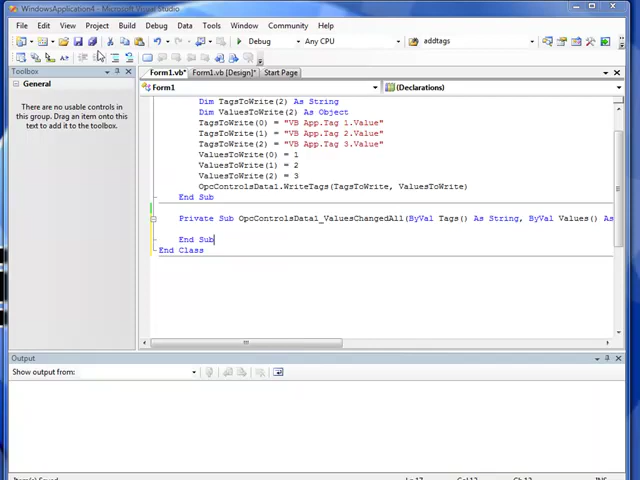 WindowsApplication4 - Microsoft Visual Studio
File Edit View Project Build Debug Data Tools Window Community Help
Debug Any CPU addtags
Toolbox
General
There are no usable controls in
this group. Drag an item onto this
text to add it to the toolbox.
Form1.vb* Form1.vb [Design]* Start Page
Form1 (Declarations)
Dim TagsToWrite(2) As String
Dim ValuesToWrite(2) As Object
TagsToWrite(0) = "VB App.Tag 1.Value"
TagsToWrite(1) = "VB App.Tag 2.Value"
TagsToWrite(2) = "VB App.Tag 3.Value"
ValuesToWrite(0) = 1
ValuesToWrite(1) = 2
ValuesToWrite(2) = 3
OpcControlsData1.WriteTags(TagsToWrite, ValuesToWrite)
End Sub
Private Sub OpcControlsData1_ValuesChangedAll(ByVal Tags() As String, ByVal Values() As
End Sub
End Class
Output
Show output from: